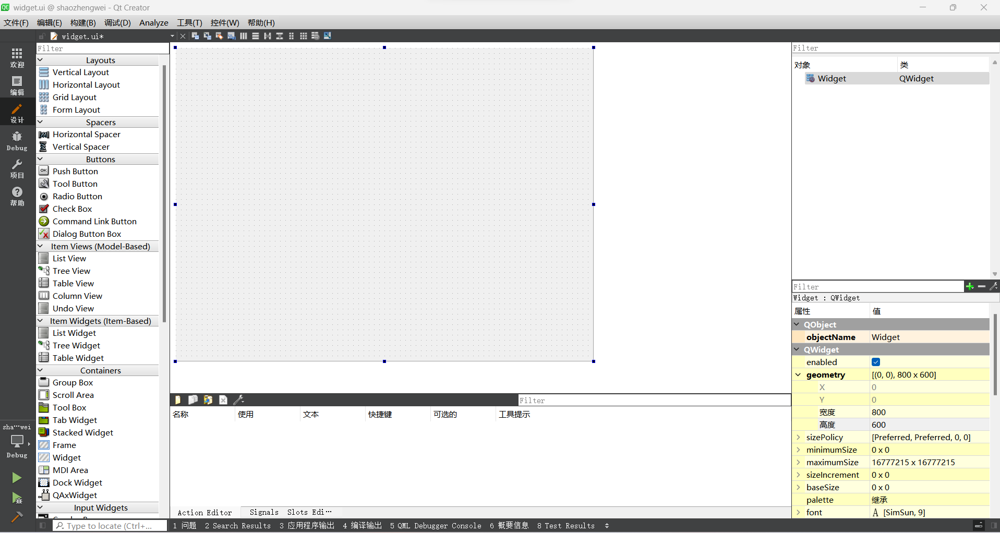 widget.ui @ shaozhengwei - Qt Creator
文件(F) 编辑(E) 构建(B) 调试(D) Analyze 工具(T) 控件(W) 帮助(H)
widget.ui*
欢迎
编辑
设计
Debug
项目
帮助
sha···wei
Debug
Filter
Layouts
Vertical Layout
Horizontal Layout
Grid Layout
Form Layout
Spacers
Horizontal Spacer
Vertical Spacer
Buttons
Push Button
Tool Button
Radio Button
Check Box
Command Link Button
Dialog Button Box
Item Views (Model-Based)
List View
Tree View
Table View
Column View
Undo View
Item Widgets (Item-Based)
List Widget
Tree Widget
Table Widget
Containers
Group Box
Scroll Area
Tool Box
Tab Widget
Stacked Widget
Frame
Widget
MDI Area
Dock Widget
QAxWidget
Input Widgets
Filter
名称 使用 文本 快捷键 可选的 工具提示
Action Editor Signals Slots Edi···
Filter
对象 类
Widget QWidget
Filter
Widget : QWidget
属性 值
QObject
objectName Widget
QWidget
enabled
geometry [(0, 0), 800 x 600]
X 0
Y 0
宽度 800
高度 600
sizePolicy [Preferred, Preferred, 0, 0]
minimumSize 0 x 0
maximumSize 16777215 x 16777215
sizeIncrement 0 x 0
baseSize 0 x 0
palette 继承
font A [SimSun, 9]
Type to locate (Ctrl+...
1 问题 2 Search Results 3 应用程序输出 4 编译输出 5 QML Debugger Console 6 概要信息 8 Test Results